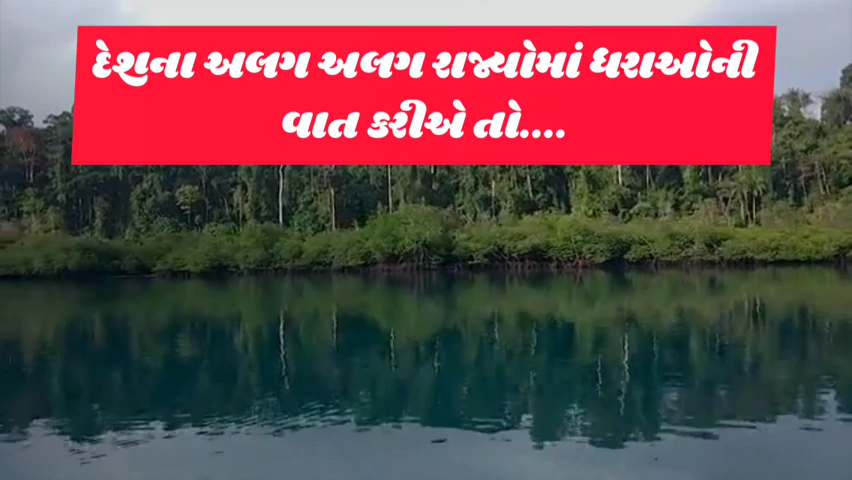 દેશના અલગ અલગ રાજ્યોમાં ધરાઓની
વાત કરીએ તો....